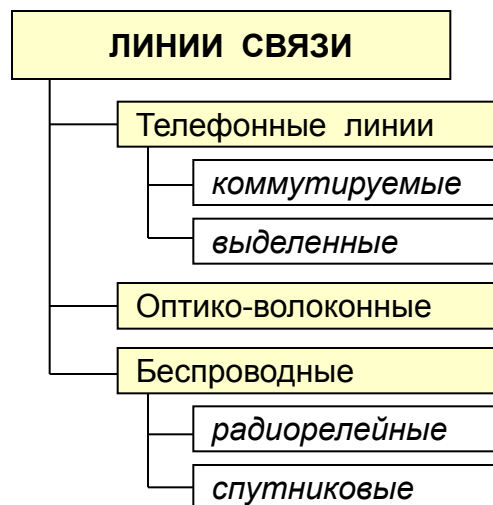 ЛИНИИ СВЯЗИ
Телефонные линии
коммутируемые
выделенные
Оптико-волоконные
Беспроводные
радиорелейные
спутниковые